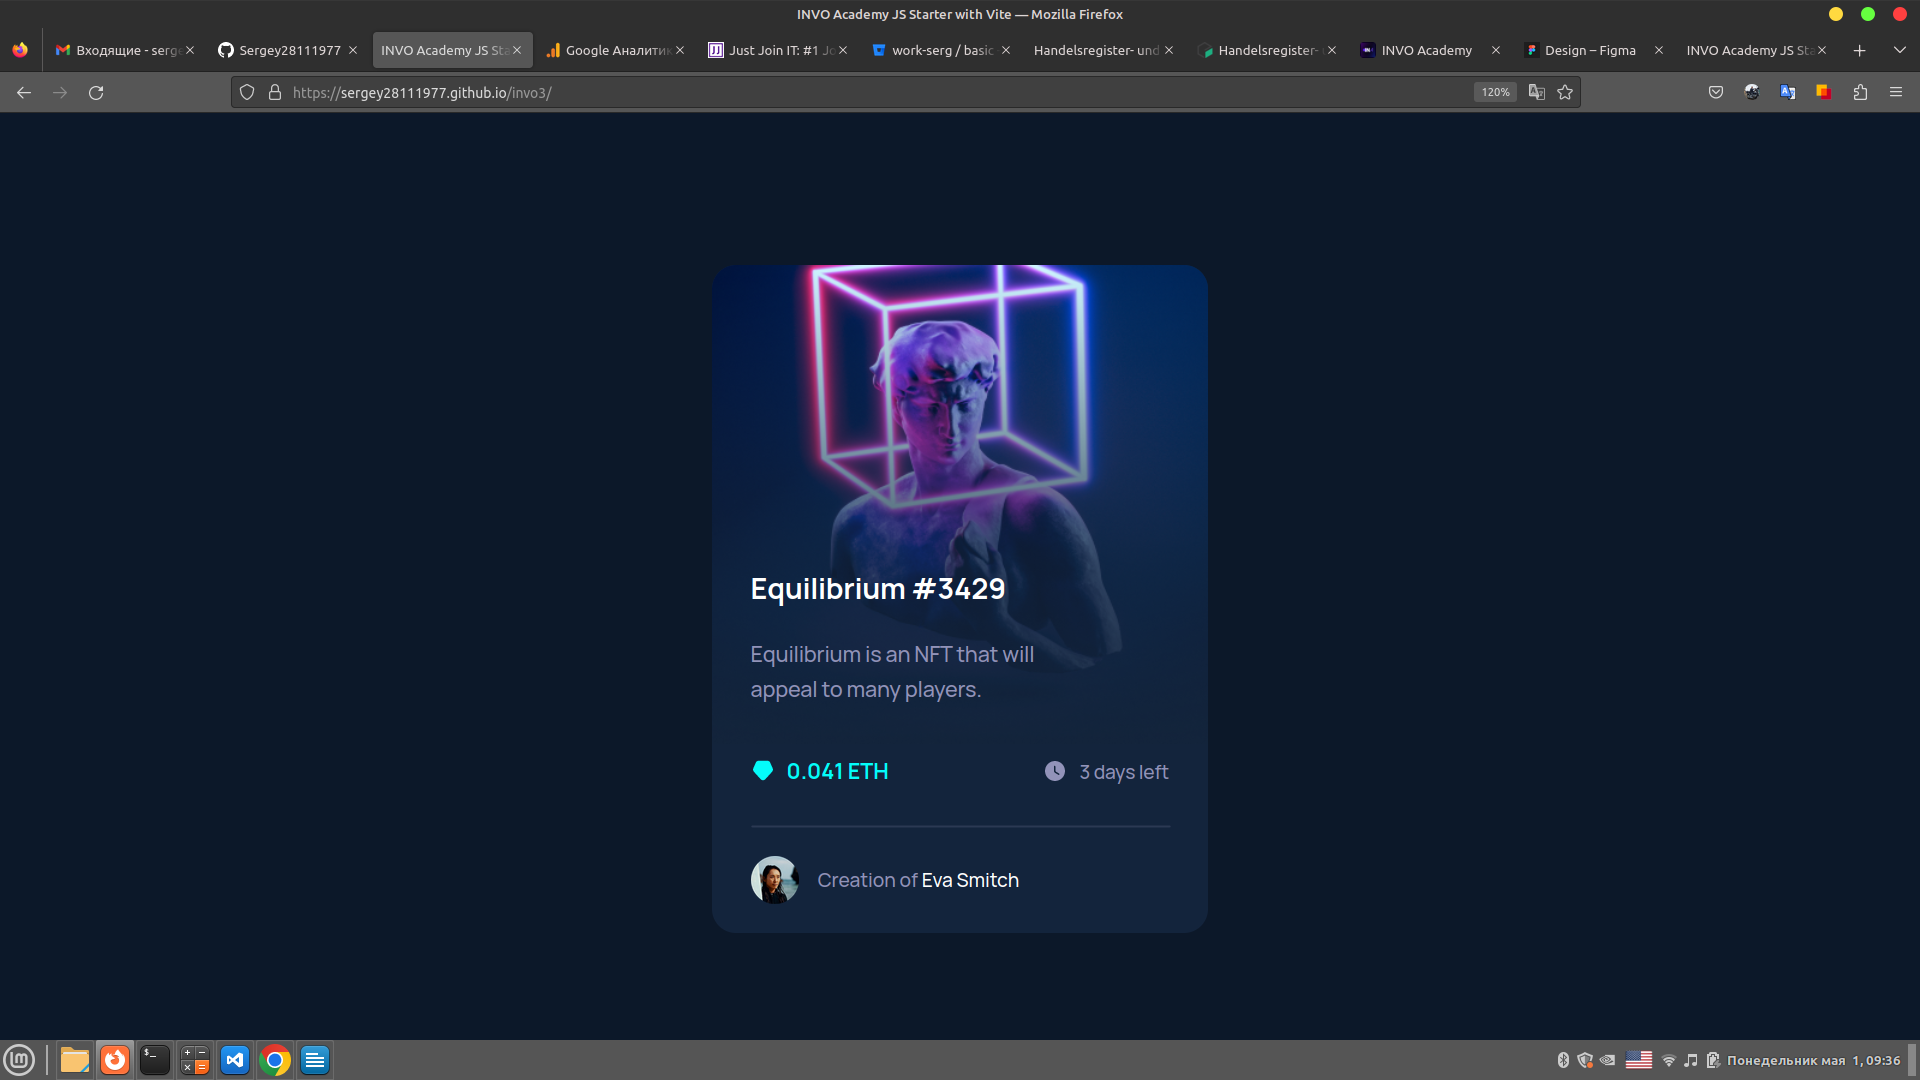 INVO Academy JS Starter with Vite — Mozilla Firefox
Входящие - serge
Sergey28111977
INVO Academy JS Sta
Google Аналитик
Just Join IT: #1 Jo
work-serg / basic
Handelsregister- und
Handelsregister-
INVO Academy
Design – Figma
INVO Academy JS Sta
https://sergey28111977.github.io/invo3/
120%
Equilibrium #3429
Equilibrium is an NFT that will
appeal to many players.
0.041 ETH
3 days left
Creation of Eva Smitch
Понедельник мая 1, 09:36